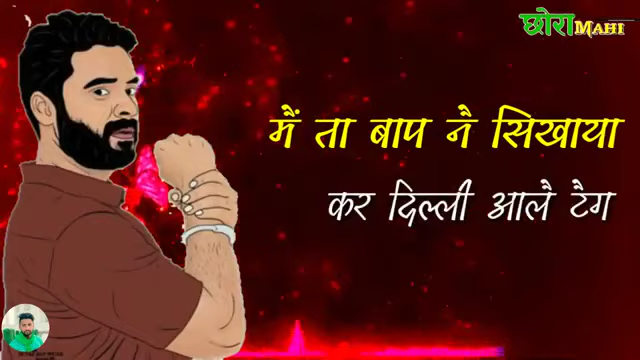 छोरा MAHI
मैं ता बाप नै सिखाया
कर दिल्ली आलै टैग